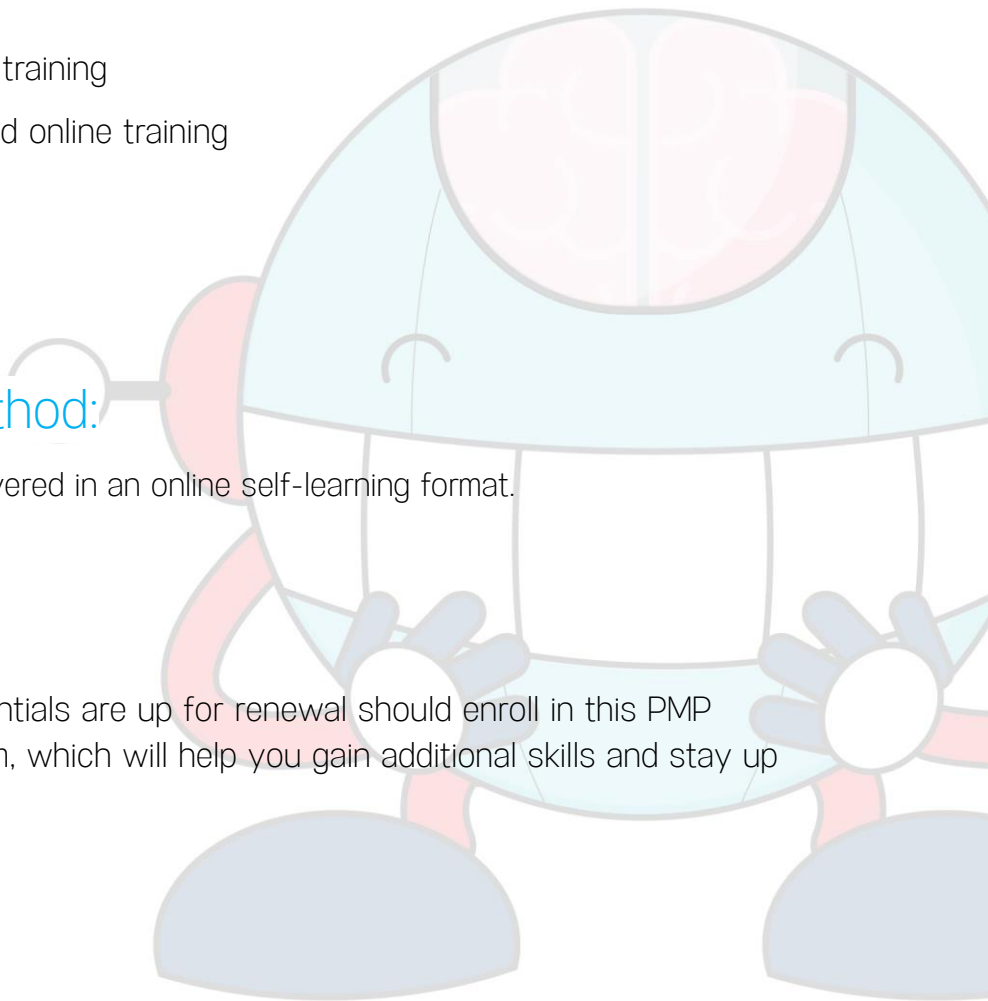 training
d online training
thod:
vered in an online self-learning format.
ntials are up for renewal should enroll in this PMP
, which will help you gain additional skills and stay up